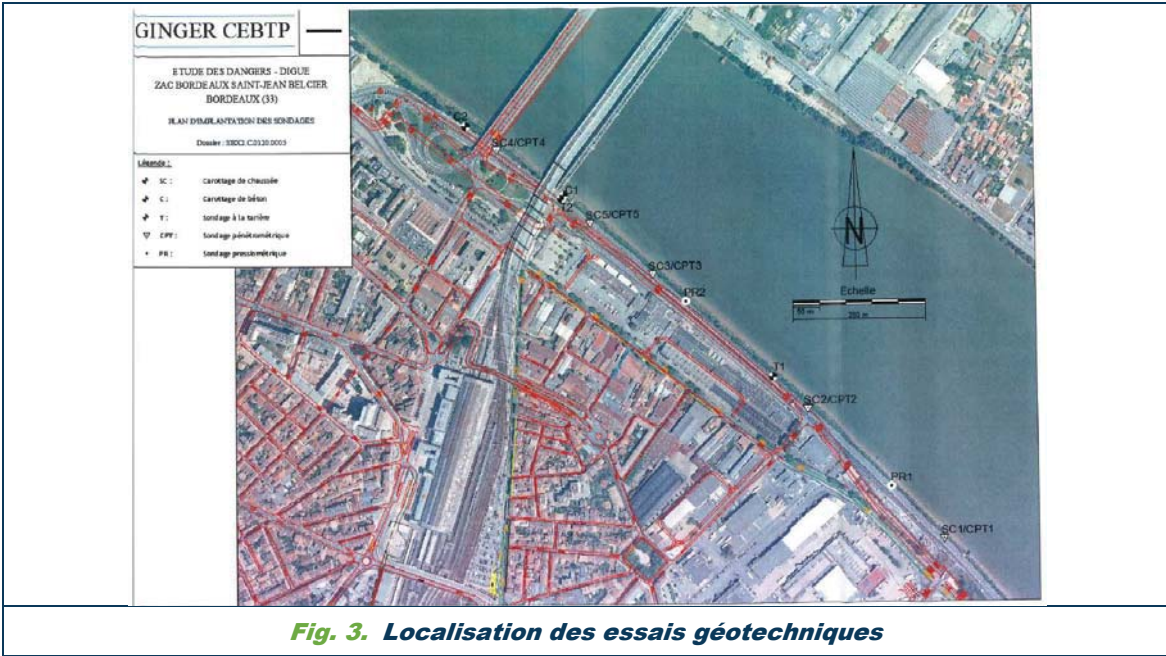 GINGER CEBTP
ETUDE DES DANGERS - DIGUE
ZAC BORDEAUX SAINT-JEAN BELCIER
BORDEAUX (33)
PLAN D'IMPLANTATION DES SONDAGES
Dossier :
Légende :
SC : Carottage de chaussée
C : Carottage de béton
T : Sondage à la tarière
CPT : Sondage pénétrométrique
PR : Sondage pressiométrique
C2
SC4/CPT4
C1
T2
SC5/CPT5
SC3/CPT3
PR2
N
Echelle
50 m
T1
SC2/CPT2
PR1
SC1/CPT1
Fig. 3. Localisation des essais géotechniques